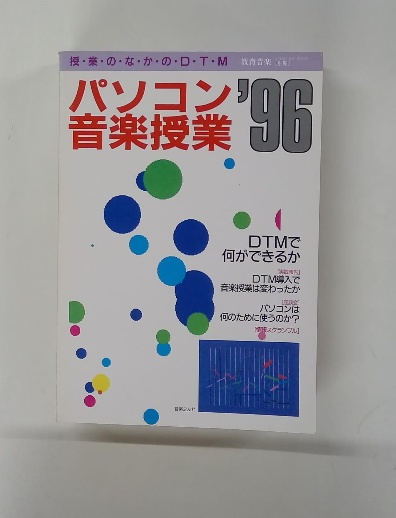 授・業・の・な・か・の・D・T・M
教育音楽
パソコン
音楽授業
'96
DTMで
何ができるか
DTM導入で
音楽授業は変わったか
[座談会]
パソコンは
何のために使うのか?